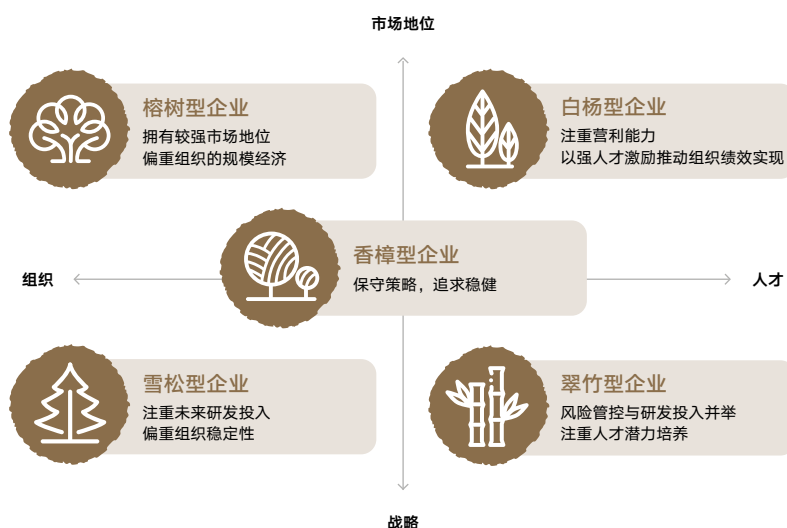 市场地位
榕树型企业
拥有较强市场地位
偏重组织的规模经济
白杨型企业
注重营利能力
以强人才激励推动组织绩效实现
组织
香樟型企业
保守策略，追求稳健
人才
雪松型企业
注重未来研发投入
偏重组织稳定性
翠竹型企业
风险管控与研发投入并举
注重人才潜力培养
战略